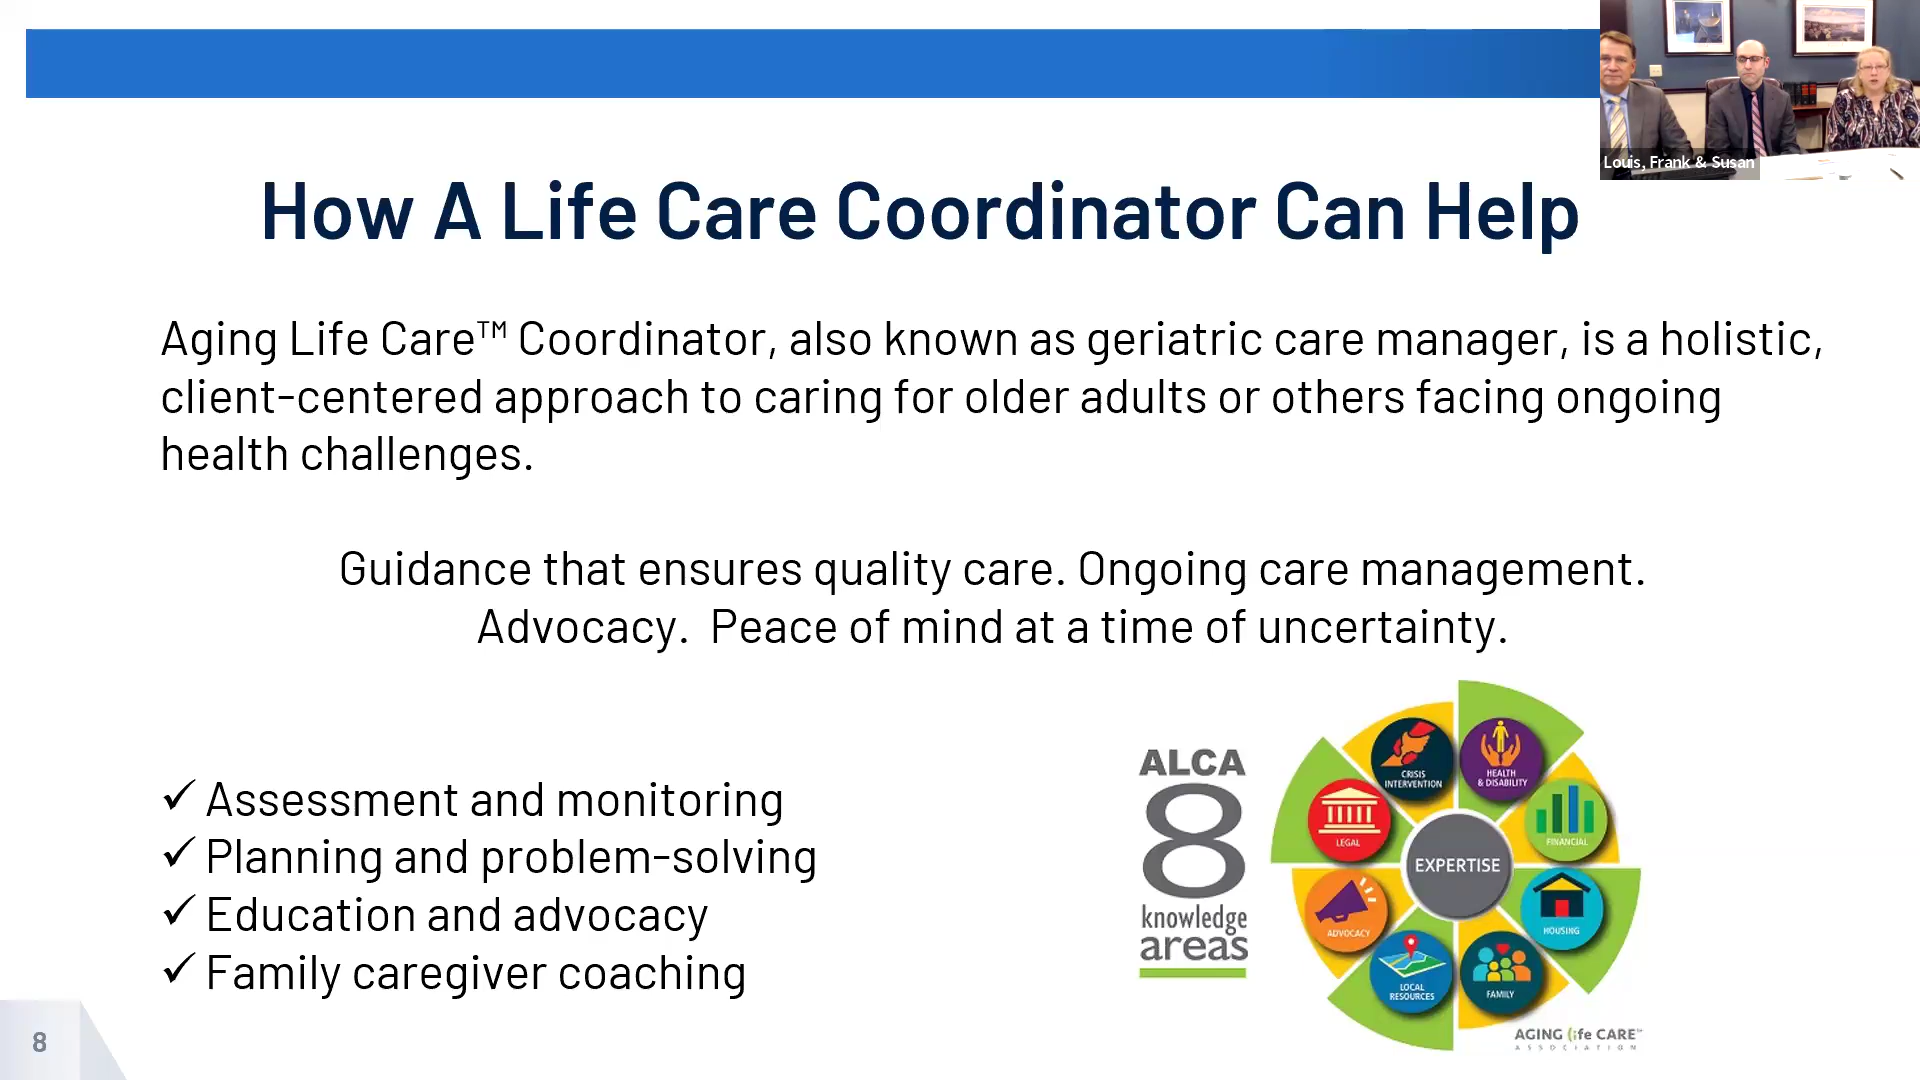 Louis, Frank & Susan
How A Life Care Coordinator Can Help
Aging Life Care™ Coordinator, also known as geriatric care manager, is a holistic,
client-centered approach to caring for older adults or others facing ongoing
health challenges.
Guidance that ensures quality care. Ongoing care management.
Advocacy.  Peace of mind at a time of uncertainty.
✓ Assessment and monitoring
✓ Planning and problem-solving
✓ Education and advocacy
✓ Family caregiver coaching
ALCA
8
knowledge
areas
CRISIS
INTERVENTION
HEALTH
& DISABILITY
LEGAL
FINANCIAL
EXPERTISE
ADVOCACY
HOUSING
LOCAL
RESOURCES
FAMILY
AGING life CARE™
ASSOCIATION
8